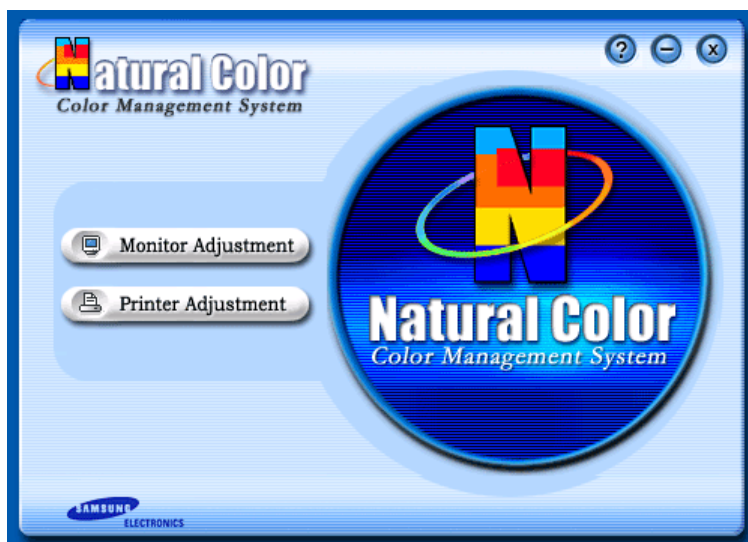 Natural Color
Color Management System
?
x
Monitor Adjustment
Printer Adjustment
N
Natural Color
Color Management System
SAMSUNG
ELECTRONICS